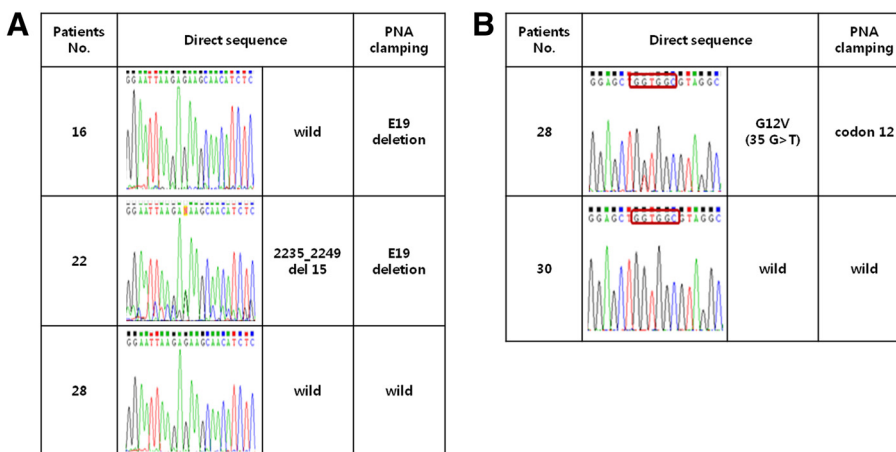 A
Patients No.
Direct sequence
PNA clamping
16
GGAATTAAGAGAAGCAACATCTC
wild
E19 deletion
22
2235_2249 del 15
E19 deletion
28
GGAATTAAGAGAAGCAACATCTC
wild
wild
B
Patients No.
Direct sequence
PNA clamping
28
GGAGCTGGTGGCGTAGGC
G12V (35 G>T)
codon 12
30
GGAGCTGGTGGCGTAGGC
wild
wild